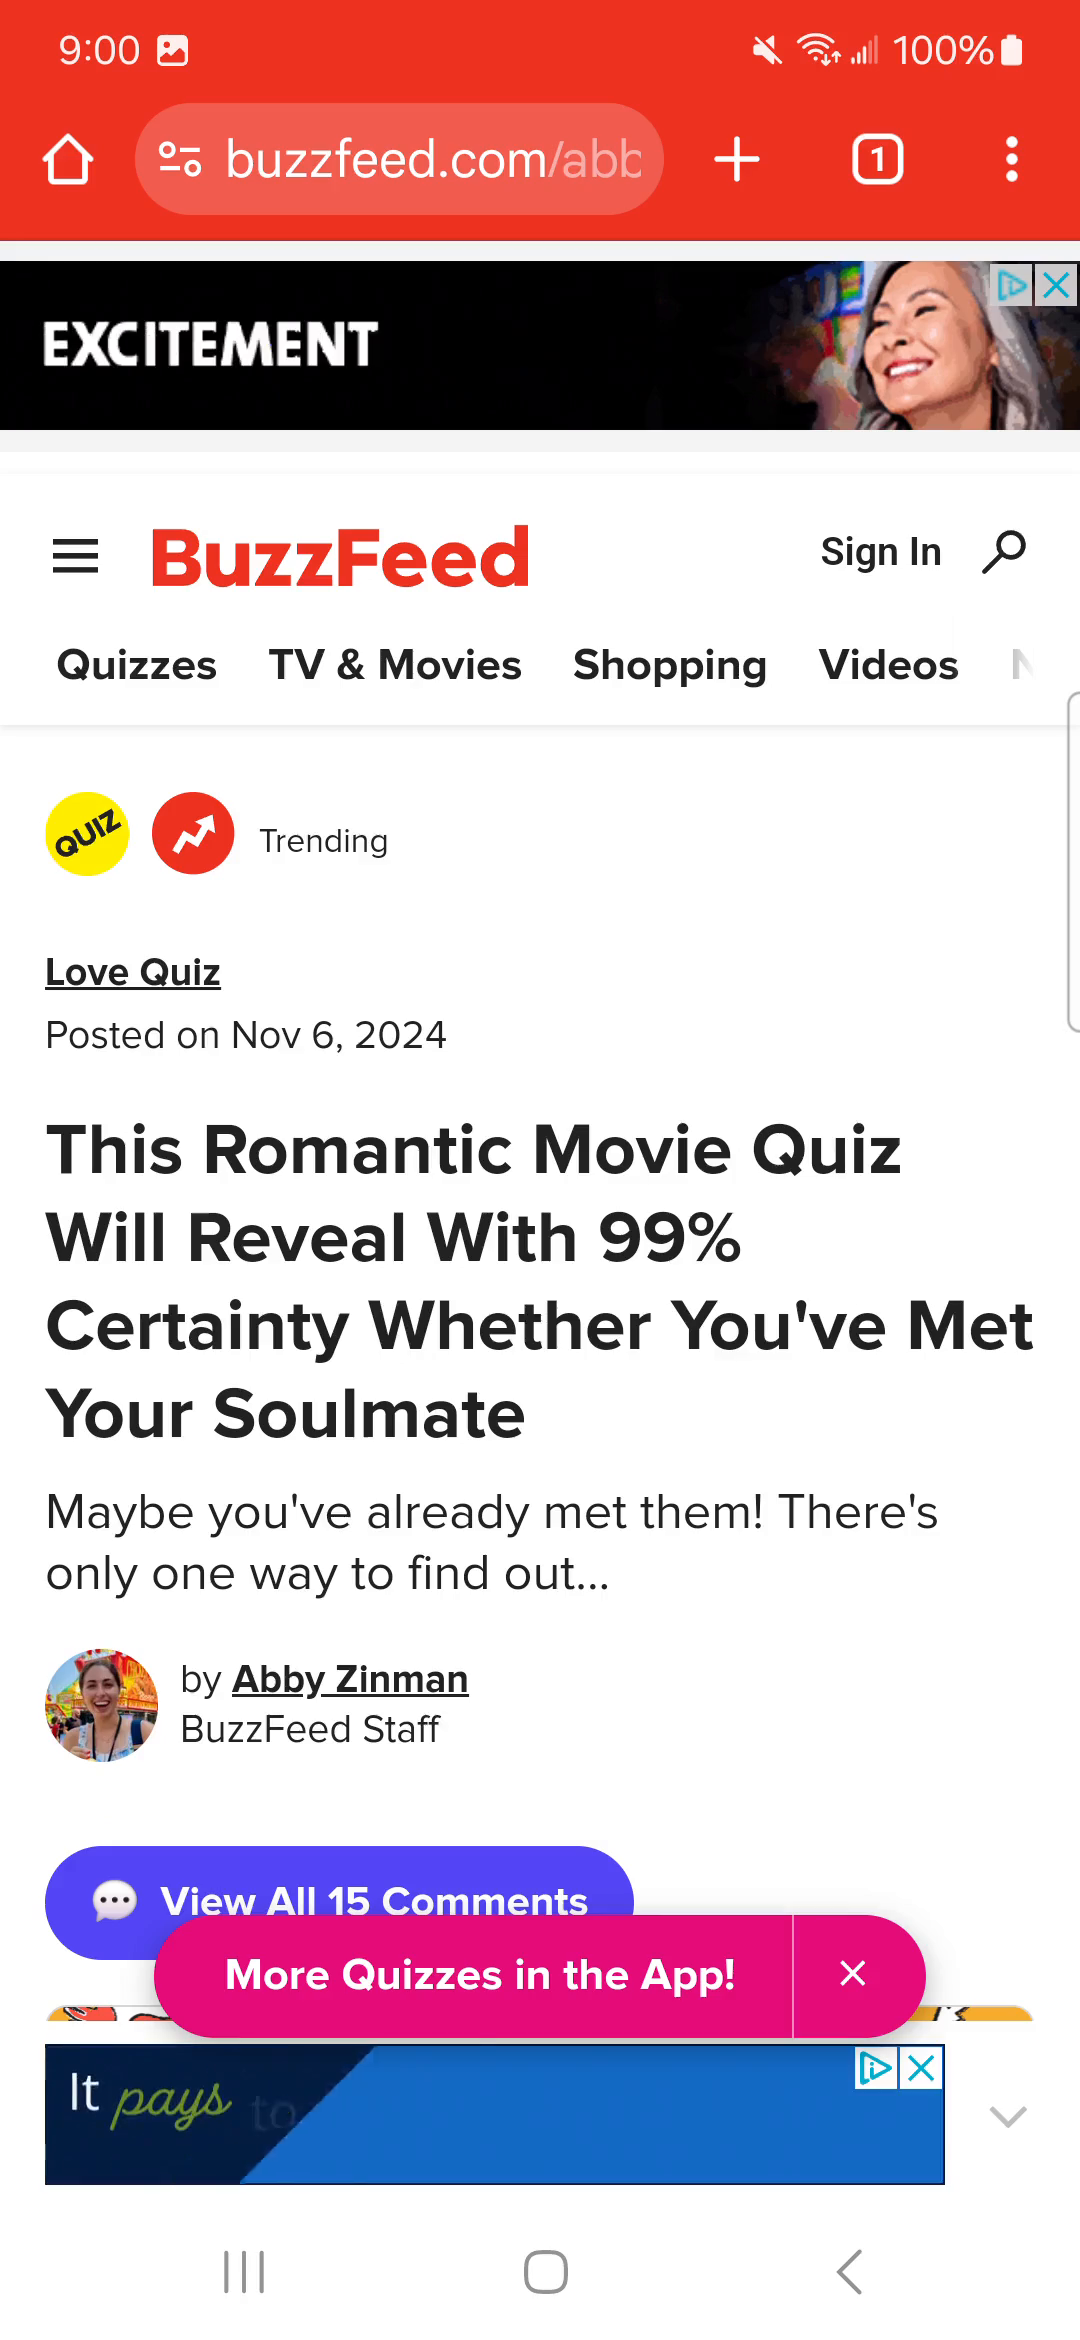 9:00
100%
buzzfeed.com/abb
1
EXCITEMENT
BuzzFeed
Sign In
Quizzes TV & Movies Shopping Videos N
QUIZ
Trending
Love Quiz
Posted on Nov 6, 2024
This Romantic Movie Quiz
Will Reveal With 99%
Certainty Whether You've Met
Your Soulmate
Maybe you've already met them! There's
only one way to find out...
by Abby Zinman
BuzzFeed Staff
View All 15 Comments
More Quizzes in the App!
It pays to